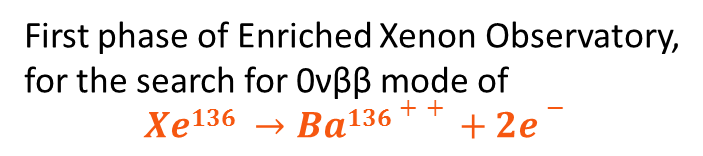 First phase of Enriched Xenon Observatory,
for the search for 0νββ mode of
Xe¹³⁶ → Ba¹³⁶⁺⁺ + 2e⁻